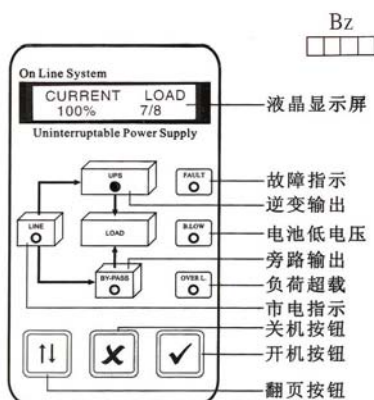 Bz
On Line System
CURRENT LOAD
100% 7/8
液晶显示屏
Uninterruptable Power Supply
UPS
FAULT
故障指示
逆变输出
LINE
LOAD
B.LOW
电池低电压
旁路输出
BY-PASS
OVER L.
负荷超载
市电指示
关机按钮
开机按钮
翻页按钮